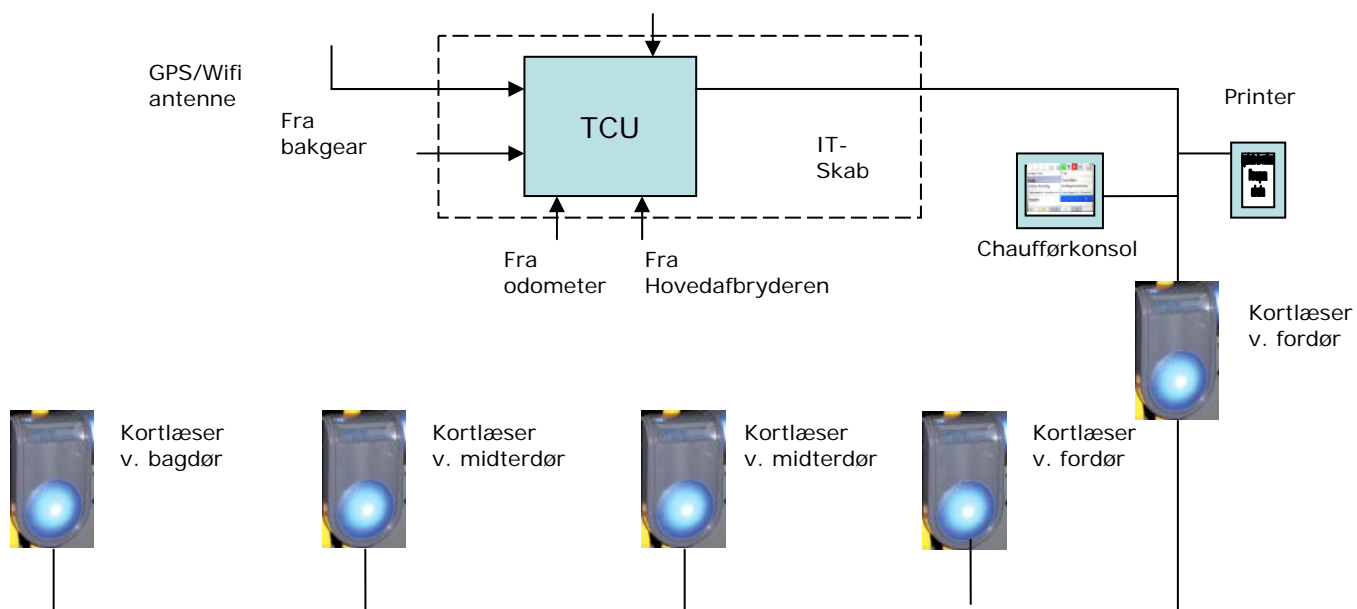 GPS/Wifi
antenne
Fra
bakgear
TCU
IT-
Skab
Printer
Chaufførkonsol
Fra
odometer
Fra
Hovedafbryderen
Kortlæser
v. fordør
Kortlæser
v. bagdør
Kortlæser
v. midterdør
Kortlæser
v. midterdør
Kortlæser
v. fordør